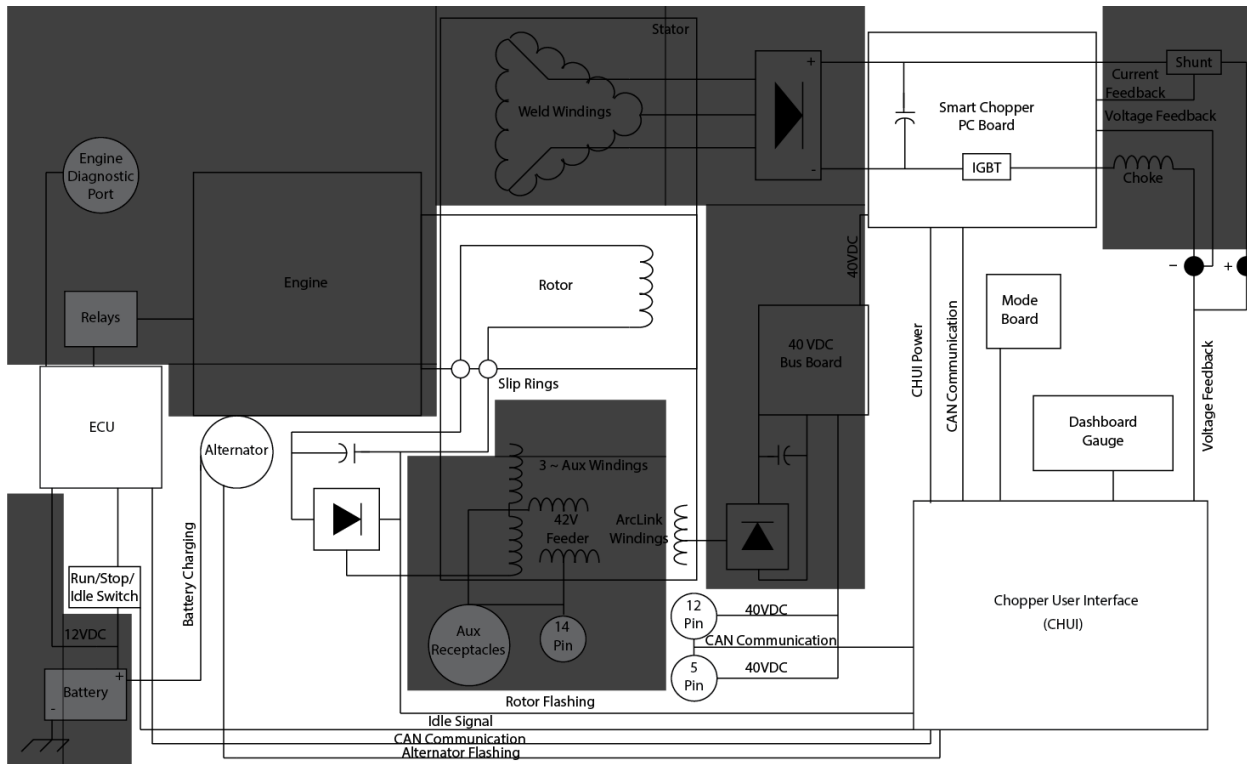 Stator
Weld Windings
+
-
Smart Chopper
PC Board
IGBT
Shunt
Current
Feedback
Voltage Feedback
Choke
Engine
Diagnostic
Port
Engine
Relays
Rotor
Slip Rings
40VDC
40 VDC
Bus Board
CHUI Power
CAN Communication
Mode
Board
– +
Voltage Feedback
Dashboard
Gauge
ECU
Alternator
Battery Charging
3 ~ Aux Windings
42V
Feeder
ArcLink
Windings
Run/Stop/
Idle Switch
12VDC
Battery
+
-
Aux
Receptacles
14
Pin
12
Pin
40VDC
CAN Communication
5
Pin
40VDC
Chopper User Interface
(CHUI)
Rotor Flashing
Idle Signal
CAN Communication
Alternator Flashing